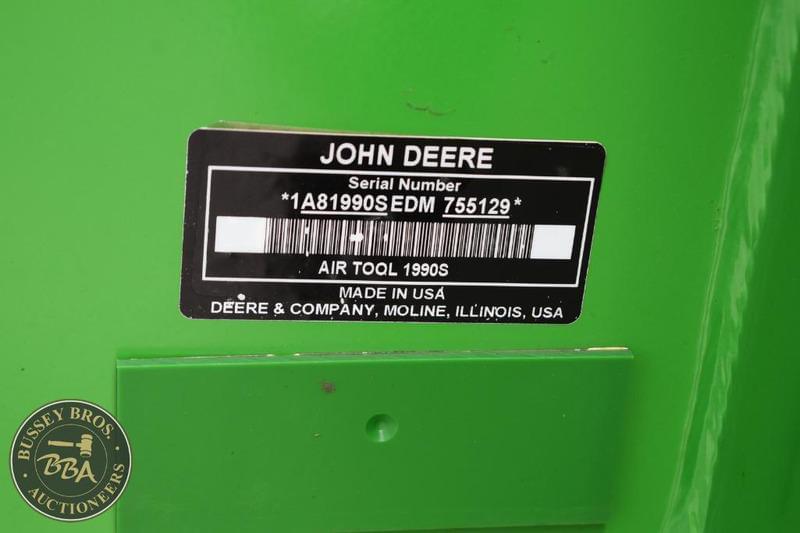 JOHN DEERE
Serial Number
*1A81990SEDM 755129*
AIR TOOL 1990S
MADE IN USA
DEERE & COMPANY, MOLINE, ILLINOIS, USA
BUSSEY BROS.
BBA
AUCTIONEERS